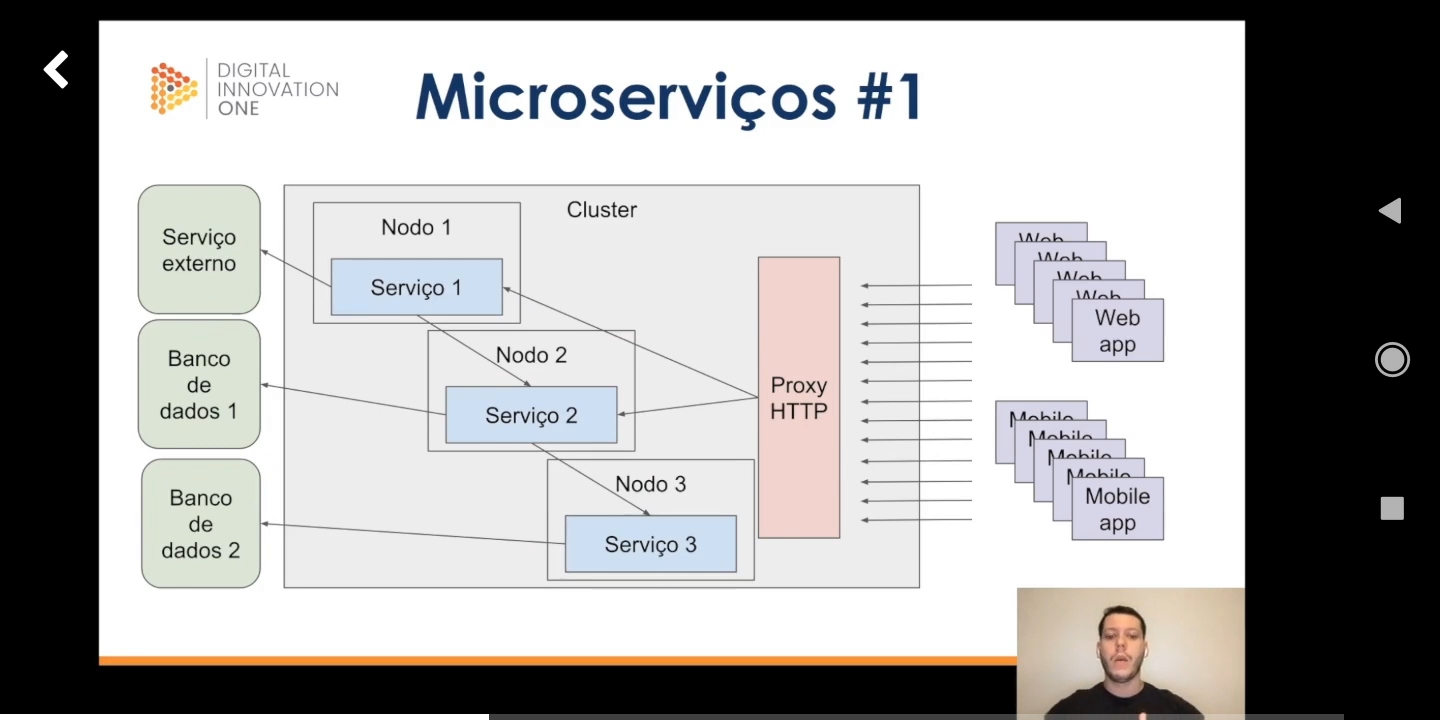 DIGITAL
INNOVATION
ONE
Microserviços #1
Serviço
externo
Banco
de
dados 1
Banco
de
dados 2
Cluster
Nodo 1
Serviço 1
Nodo 2
Serviço 2
Nodo 3
Serviço 3
Proxy
HTTP
Web
Web
Web
Web
Web
app
Mobile
Mobile
Mobile
Mobile
Mobile
app